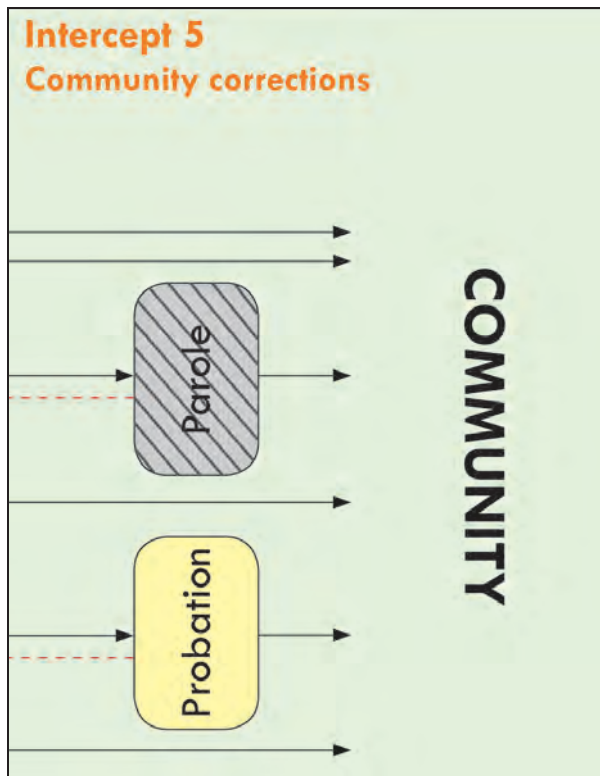 Intercept 5
Community corrections
Parole
Probation
COMMUNITY